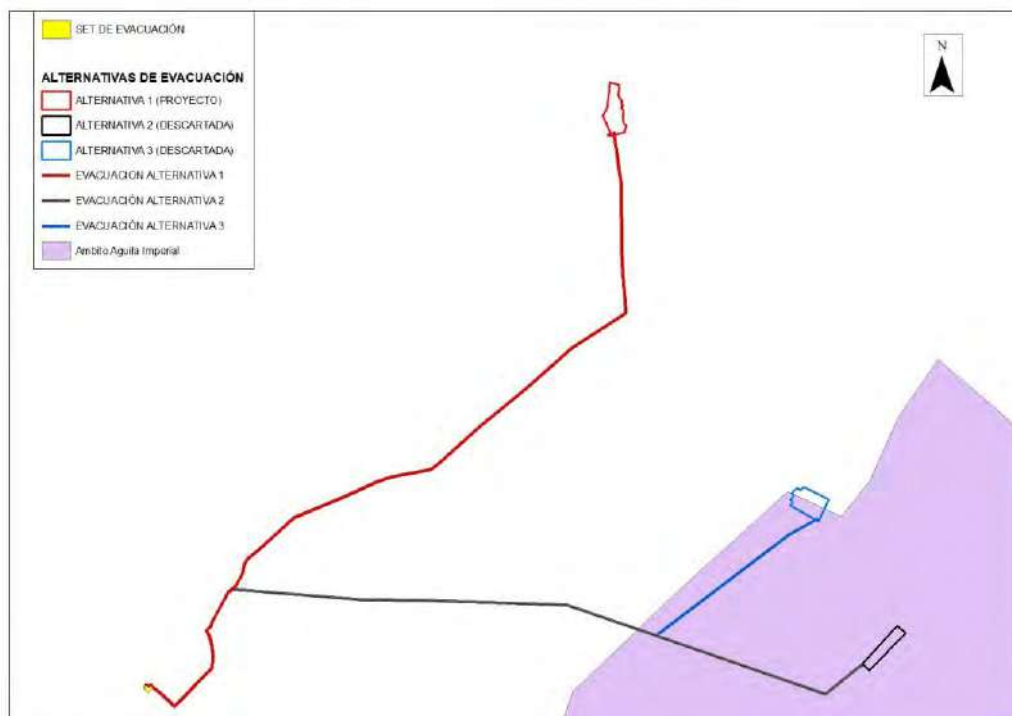 SET DE EVACUACIÓN
ALTERNATIVAS DE EVACUACIÓN
ALTERNATIVA 1 (PROYECTO)
ALTERNATIVA 2 (DESCARTADA)
ALTERNATIVA 3 (DESCARTADA)
EVACUACION ALTERNATIVA 1
EVACUACIÓN ALTERNATIVA 2
EVACUACIÓN ALTERNATIVA 3
Ambito Aguila Imperial
N